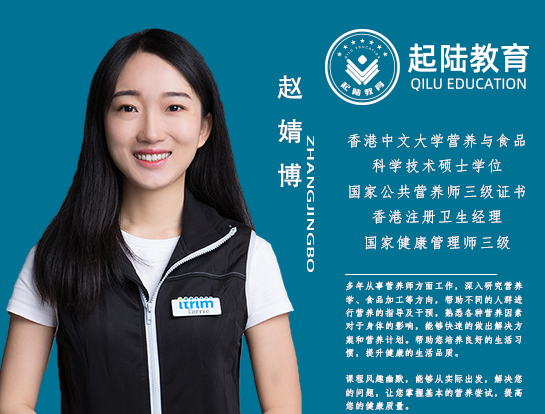 起陆教育
QILU EDUCATION
QILU EDUCATION
起陆教育
赵婧博
ZHANGJINGBO
香港中文大学营养与食品
科学技术硕士学位
国家公共营养师三级证书
香港注册卫生经理
国家健康管理师三级
itrim
Carrie
多年从事营养师方面工作，深入研究营养
学、食品加工等方向，帮助不同的人群进
行营养的指导及干预，熟悉各种营养因素
对于身体的影响，能够快速的做出解决方
案和营养计划。帮助您培养良好的生活习
惯，提升健康的生活品质。
课程风趣幽默，能够从实际出发，解决您
的问题，让您掌握基本的营养尝试，提高
您的健康质量。